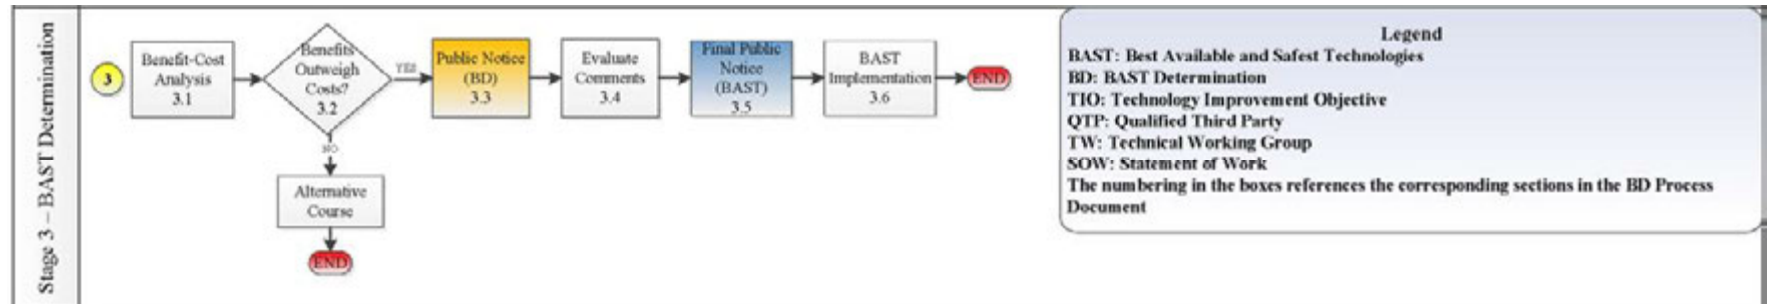 Stage 3 – BAST Determination
3
Benefit-Cost
Analysis
3.1
Benefits
Outweigh
Costs?
3.2
YES
NO
Alternative
Course
END
Public Notice
(BD)
3.3
Evaluate
Comments
3.4
Final Public
Notice
(BAST)
3.5
BAST
Implementation
3.6
END
Legend
BAST: Best Available and Safest Technologies
BD: BAST Determination
TIO: Technology Improvement Objective
QTP: Qualified Third Party
TW: Technical Working Group
SOW: Statement of Work
The numbering in the boxes references the corresponding sections in the BD Process
Document